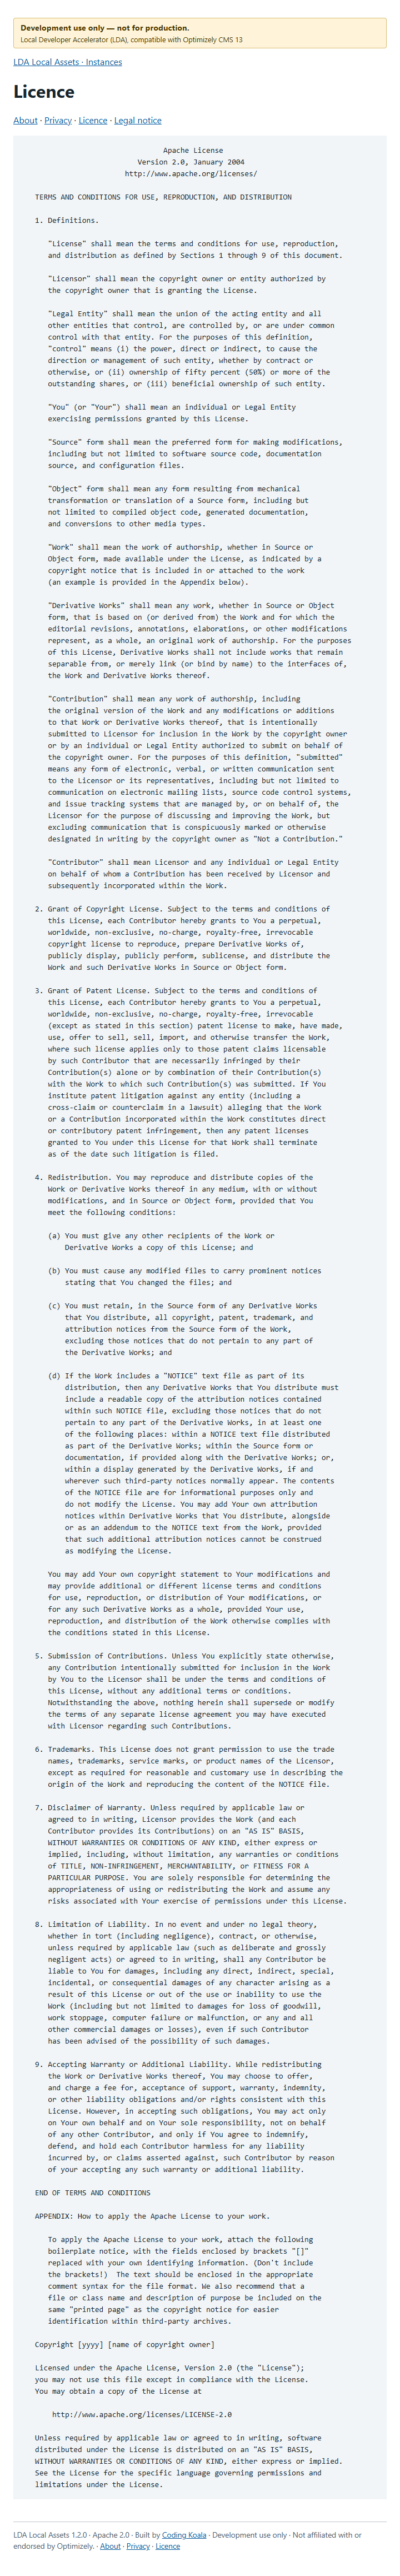 Development use only — not for production.
Local Developer Accelerator (LDA), compatible with Optimizely CMS 13
LDA Local Assets · Instances
Licence
About · Privacy · Licence · Legal notice
Apache License
Version 2.0, January 2004
http://www.apache.org/licenses/
TERMS AND CONDITIONS FOR USE, REPRODUCTION, AND DISTRIBUTION
1. Definitions.
"License" shall mean the terms and conditions for use, reproduction,
and distribution as defined by Sections 1 through 9 of this document.
"Licensor" shall mean the copyright owner or entity authorized by
the copyright owner that is granting the License.
"Legal Entity" shall mean the union of the acting entity and all
other entities that control, are controlled by, or are under common
control with that entity. For the purposes of this definition,
"control" means (i) the power, direct or indirect, to cause the
direction or management of such entity, whether by contract or
otherwise, or (ii) ownership of fifty percent (50%) or more of the
outstanding shares, or (iii) beneficial ownership of such entity.
"You" (or "Your") shall mean an individual or Legal Entity
exercising permissions granted by this License.
"Source" form shall mean the preferred form for making modifications,
including but not limited to software source code, documentation
source, and configuration files.
"Object" form shall mean any form resulting from mechanical
transformation or translation of a Source form, including but
not limited to compiled object code, generated documentation,
and conversions to other media types.
"Work" shall mean the work of authorship, whether in Source or
Object form, made available under the License, as indicated by a
copyright notice that is included in or attached to the work
(an example is provided in the Appendix below).
"Derivative Works" shall mean any work, whether in Source or Object
form, that is based on (or derived from) the Work and for which the
editorial revisions, annotations, elaborations, or other modifications
represent, as a whole, an original work of authorship. For the purposes
of this License, Derivative Works shall not include works that remain
separable from, or merely link (or bind by name) to the interfaces of,
the Work and Derivative Works thereof.
"Contribution" shall mean any work of authorship, including
the original version of the Work and any modifications or additions
to that Work or Derivative Works thereof, that is intentionally
submitted to Licensor for inclusion in the Work by the copyright owner
or by an individual or Legal Entity authorized to submit on behalf of
the copyright owner. For the purposes of this definition, "submitted"
means any form of electronic, verbal, or written communication sent
to the Licensor or its representatives, including but not limited to
communication on electronic mailing lists, source code control systems,
and issue tracking systems that are managed by, or on behalf of, the
Licensor for the purpose of discussing and improving the Work, but
excluding communication that is conspicuously marked or otherwise
designated in writing by the copyright owner as "Not a Contribution."
"Contributor" shall mean Licensor and any individual or Legal Entity
on behalf of whom a Contribution has been received by Licensor and
subsequently incorporated within the Work.
2. Grant of Copyright License. Subject to the terms and conditions of
this License, each Contributor hereby grants to You a perpetual,
worldwide, non-exclusive, no-charge, royalty-free, irrevocable
copyright license to reproduce, prepare Derivative Works of,
publicly display, publicly perform, sublicense, and distribute the
Work and such Derivative Works in Source or Object form.
3. Grant of Patent License. Subject to the terms and conditions of
this License, each Contributor hereby grants to You a perpetual,
worldwide, non-exclusive, no-charge, royalty-free, irrevocable
(except as stated in this section) patent license to make, have made,
use, offer to sell, sell, import, and otherwise transfer the Work,
where such license applies only to those patent claims licensable
by such Contributor that are necessarily infringed by their
Contribution(s) alone or by combination of their Contribution(s)
with the Work to which such Contribution(s) was submitted. If You
institute patent litigation against any entity (including a
cross-claim or counterclaim in a lawsuit) alleging that the Work
or a Contribution incorporated within the Work constitutes direct
or contributory patent infringement, then any patent licenses
granted to You under this License for that Work shall terminate
as of the date such litigation is filed.
4. Redistribution. You may reproduce and distribute copies of the
Work or Derivative Works thereof in any medium, with or without
modifications, and in Source or Object form, provided that You
meet the following conditions:
(a) You must give any other recipients of the Work or
Derivative Works a copy of this License; and
(b) You must cause any modified files to carry prominent notices
stating that You changed the files; and
(c) You must retain, in the Source form of any Derivative Works
that You distribute, all copyright, patent, trademark, and
attribution notices from the Source form of the Work,
excluding those notices that do not pertain to any part of
the Derivative Works; and
(d) If the Work includes a "NOTICE" text file as part of its
distribution, then any Derivative Works that You distribute must
include a readable copy of the attribution notices contained
within such NOTICE file, excluding those notices that do not
pertain to any part of the Derivative Works, in at least one
of the following places: within a NOTICE text file distributed
as part of the Derivative Works; within the Source form or
documentation, if provided along with the Derivative Works; or,
within a display generated by the Derivative Works, if and
wherever such third-party notices normally appear. The contents
of the NOTICE file are for informational purposes only and
do not modify the License. You may add Your own attribution
notices within Derivative Works that You distribute, alongside
or as an addendum to the NOTICE text from the Work, provided
that such additional attribution notices cannot be construed
as modifying the License.
You may add Your own copyright statement to Your modifications and
may provide additional or different license terms and conditions
for use, reproduction, or distribution of Your modifications, or
for any such Derivative Works as a whole, provided Your use,
reproduction, and distribution of the Work otherwise complies with
the conditions stated in this License.
5. Submission of Contributions. Unless You explicitly state otherwise,
any Contribution intentionally submitted for inclusion in the Work
by You to the Licensor shall be under the terms and conditions of
this License, without any additional terms or conditions.
Notwithstanding the above, nothing herein shall supersede or modify
the terms of any separate license agreement you may have executed
with Licensor regarding such Contributions.
6. Trademarks. This License does not grant permission to use the trade
names, trademarks, service marks, or product names of the Licensor,
except as required for reasonable and customary use in describing the
origin of the Work and reproducing the content of the NOTICE file.
7. Disclaimer of Warranty. Unless required by applicable law or
agreed to in writing, Licensor provides the Work (and each
Contributor provides its Contributions) on an "AS IS" BASIS,
WITHOUT WARRANTIES OR CONDITIONS OF ANY KIND, either express or
implied, including, without limitation, any warranties or conditions
of TITLE, NON-INFRINGEMENT, MERCHANTABILITY, or FITNESS FOR A
PARTICULAR PURPOSE. You are solely responsible for determining the
appropriateness of using or redistributing the Work and assume any
risks associated with Your exercise of permissions under this License.
8. Limitation of Liability. In no event and under no legal theory,
whether in tort (including negligence), contract, or otherwise,
unless required by applicable law (such as deliberate and grossly
negligent acts) or agreed to in writing, shall any Contributor be
liable to You for damages, including any direct, indirect, special,
incidental, or consequential damages of any character arising as a
result of this License or out of the use or inability to use the
Work (including but not limited to damages for loss of goodwill,
work stoppage, computer failure or malfunction, or any and all
other commercial damages or losses), even if such Contributor
has been advised of the possibility of such damages.
9. Accepting Warranty or Additional Liability. While redistributing
the Work or Derivative Works thereof, You may choose to offer,
and charge a fee for, acceptance of support, warranty, indemnity,
or other liability obligations and/or rights consistent with this
License. However, in accepting such obligations, You may act only
on Your own behalf and on Your sole responsibility, not on behalf
of any other Contributor, and only if You agree to indemnify,
defend, and hold each Contributor harmless for any liability
incurred by, or claims asserted against, such Contributor by reason
of your accepting any such warranty or additional liability.
END OF TERMS AND CONDITIONS
APPENDIX: How to apply the Apache License to your work.
To apply the Apache License to your work, attach the following
boilerplate notice, with the fields enclosed by brackets "[]"
replaced with your own identifying information. (Don't include
the brackets!)  The text should be enclosed in the appropriate
comment syntax for the file format. We also recommend that a
file or class name and description of purpose be included on the
same "printed page" as the copyright notice for easier
identification within third-party archives.
Copyright [yyyy] [name of copyright owner]
Licensed under the Apache License, Version 2.0 (the "License");
you may not use this file except in compliance with the License.
You may obtain a copy of the License at
http://www.apache.org/licenses/LICENSE-2.0
Unless required by applicable law or agreed to in writing, software
distributed under the License is distributed on an "AS IS" BASIS,
WITHOUT WARRANTIES OR CONDITIONS OF ANY KIND, either express or implied.
See the License for the specific language governing permissions and
limitations under the License.
LDA Local Assets 1.2.0 · Apache 2.0 · Built by Coding Koala · Development use only · Not affiliated with or
endorsed by Optimizely. · About · Privacy · Licence